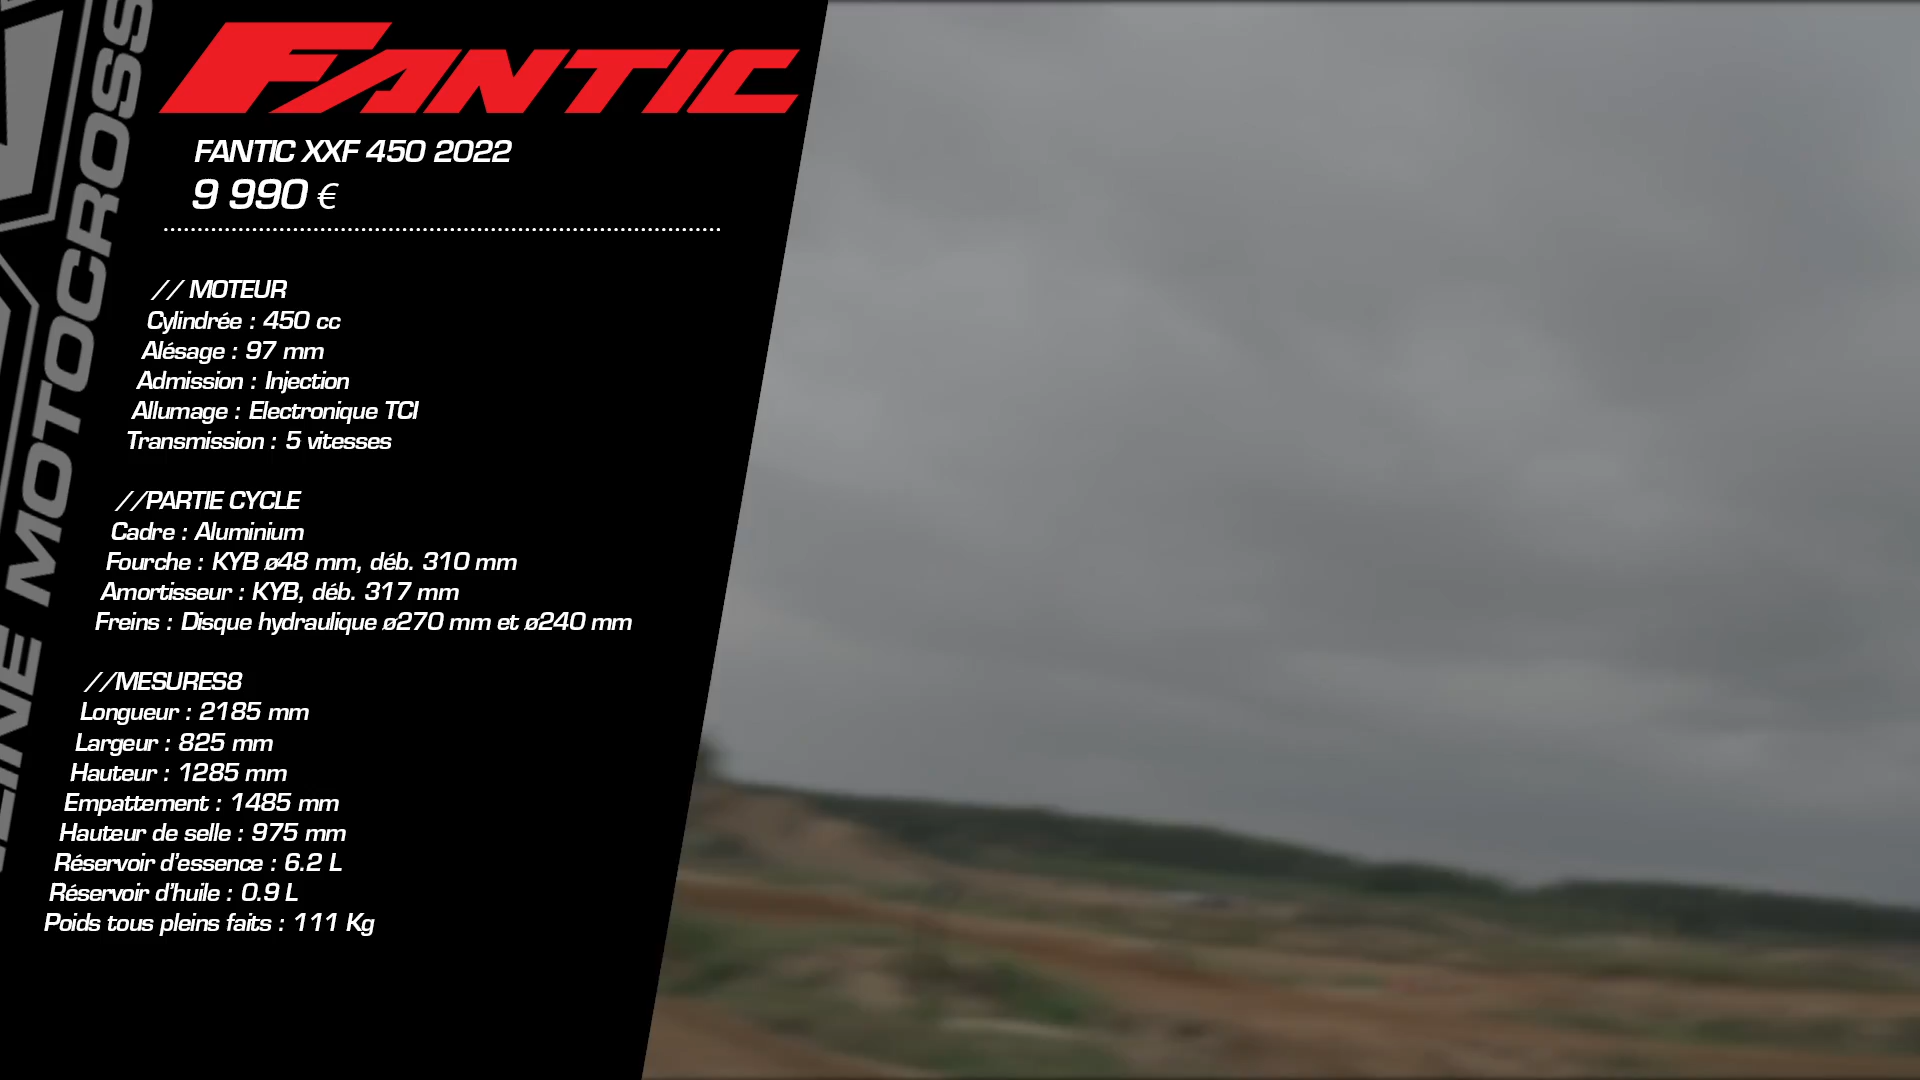 FANTIC
FANTIC XXF 450 2022
9 990 €
// MOTEUR
Cylindrée : 450 cc
Alésage : 97 mm
Admission : Injection
Allumage : Electronique TCI
Transmission : 5 vitesses
//PARTIE CYCLE
Cadre : Aluminium
Fourche : KYB ø48 mm, déb. 310 mm
Amortisseur : KYB, déb. 317 mm
Freins : Disque hydraulique ø270 mm et ø240 mm
//MESURES8
Longueur : 2185 mm
Largeur : 825 mm
Hauteur : 1285 mm
Empattement : 1485 mm
Hauteur de selle : 975 mm
Réservoir d'essence : 6.2 L
Réservoir d'huile : 0.9 L
Poids tous pleins faits : 111 Kg
MOTOCROSS